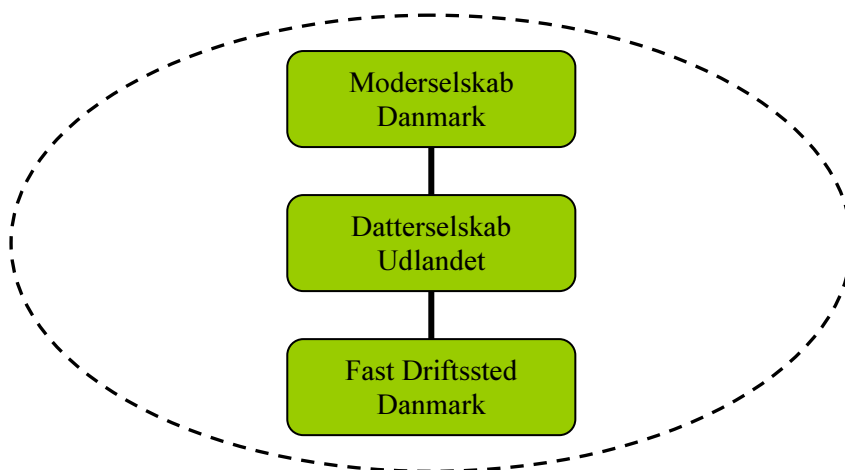 Moderselskab
Danmark
Datterselskab
Udlandet
Fast Driftssted
Danmark